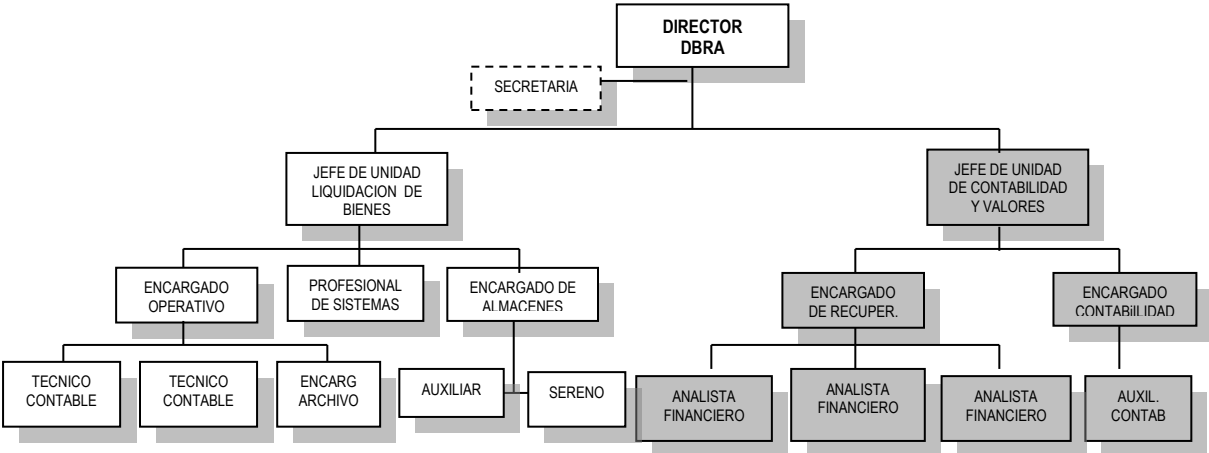 DIRECTOR
DBRA
SECRETARIA
JEFE DE UNIDAD
LIQUIDACION DE
BIENES
JEFE DE UNIDAD
DE CONTABILIDAD
Y VALORES
ENCARGADO
OPERATIVO
PROFESIONAL
DE SISTEMAS
ENCARGADO DE
ALMACENES
ENCARGADO
DE RECUPER.
ENCARGADO
CONTABilIDAD
TECNICO
CONTABLE
TECNICO
CONTABLE
ENCARG
ARCHIVO
AUXILIAR
SERENO
ANALISTA
FINANCIERO
ANALISTA
FINANCIERO
ANALISTA
FINANCIERO
AUXIL.
CONTAB